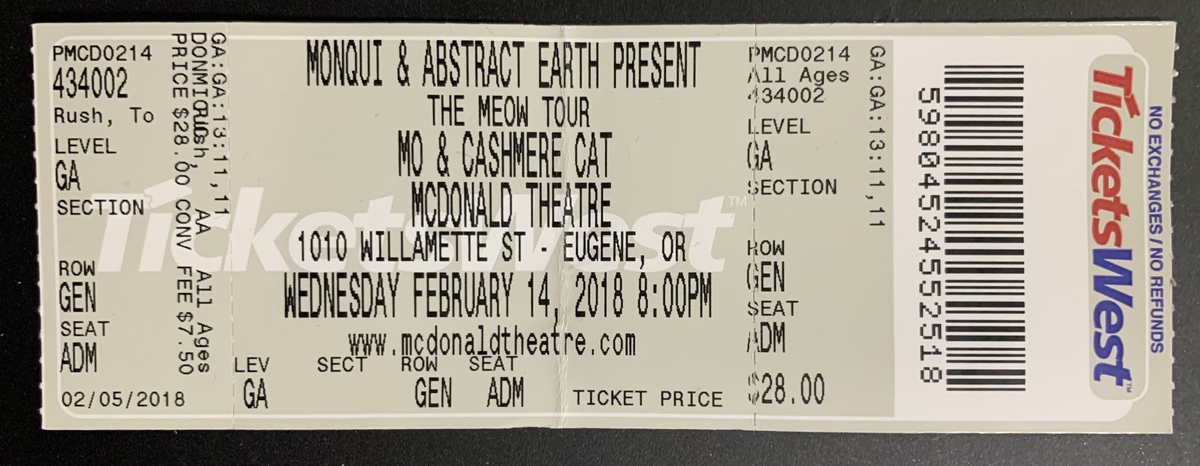 PMCD0214
434002
Rush, To
LEVEL
GA
SECTION
ROW
GEN
SEAT
ADM
02/05/2018
GA:GA:13:11,11
AA All Ages
PRICE $28.00 CONV FEE $7.50
MONQUI & ABSTRACT EARTH PRESENT
THE MEOW TOUR
MO & CASHMERE CAT
MCDONALD THEATRE
1010 WILLAMETTE ST - EUGENE, OR
WEDNESDAY FEBRUARY 14, 2018 8:00PM
www.mcdonaldtheatre.com
LEV SECT ROW SEAT
GA GEN ADM
TICKET PRICE $28.00
TicketsWest™
PMCD0214
All Ages
434002
LEVEL
GA
SECTION
ROW
GEN
SEAT
ADM
GA:GA:13:11,11
598045245552518
TicketsWest™
NO EXCHANGES / NO REFUNDS